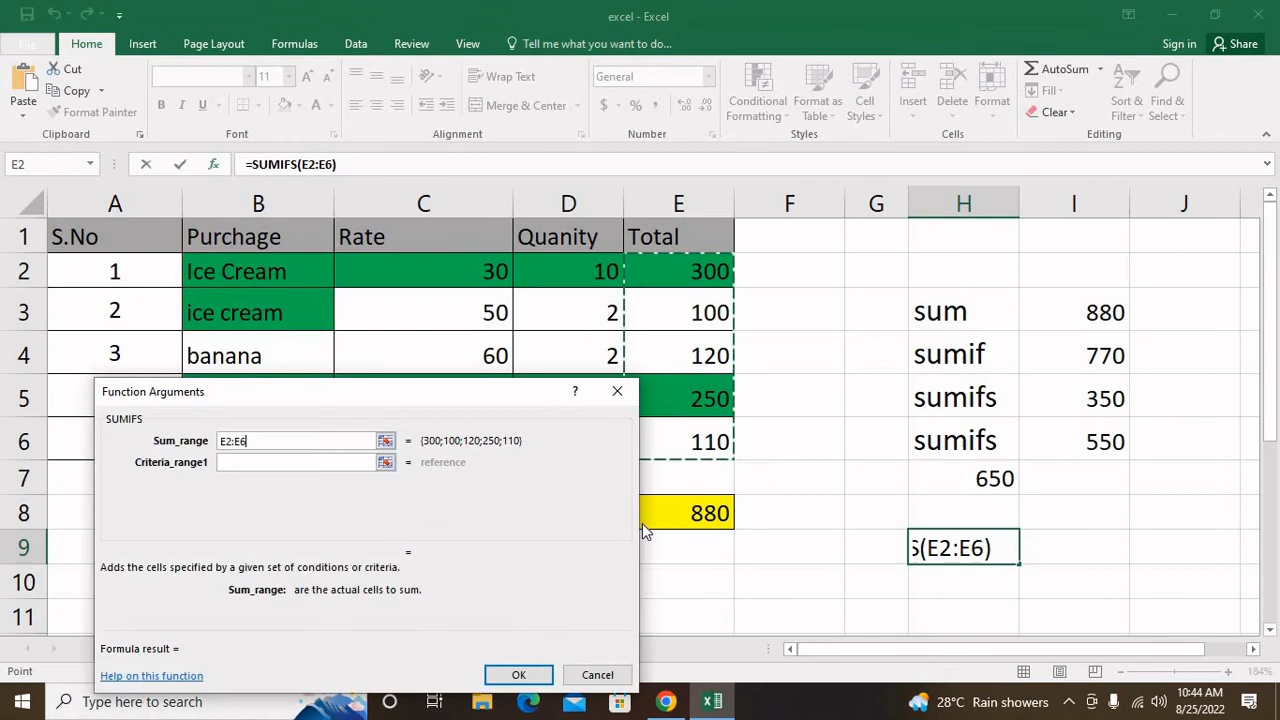 excel - Excel
File Home Insert Page Layout Formulas Data Review View Tell me what you want to do... Sign in Share
Paste Cut Copy Format Painter
Clipboard
11 B I U A A A
Font
Wrap Text
Merge & Center
Alignment
General
$ % ,
Number
Conditional Formatting Formatas Table Cell Styles
Styles
Insert Delete Format
Cells
AutoSum Fill Clear Sort & Filter Find & Select
Editing
E2 fx =SUMIFS(E2:E6)
A B C D E F G H I J
1 S.No Purchage Rate Quanity Total
2 1 Ice Cream 30 10 300
3 2 ice cream 50 2 100 sum 880
4 3 banana 60 2 120 sumif 770
5 250 sumifs 350
6 110 sumifs 550
7 650
8 880
9 S(E2:E6)
10
11
Function Arguments ?
SUMIFS
Sum_range E2:E6 = {300;100;120;250;110}
Criteria_range1 = reference
=
Adds the cells specified by a given set of conditions or criteria.
Sum_range: are the actual cells to sum.
Formula result =
Help on this function OK Cancel
Point 184%
Type here to search 28°C Rain showers 10:44 AM
8/25/2022